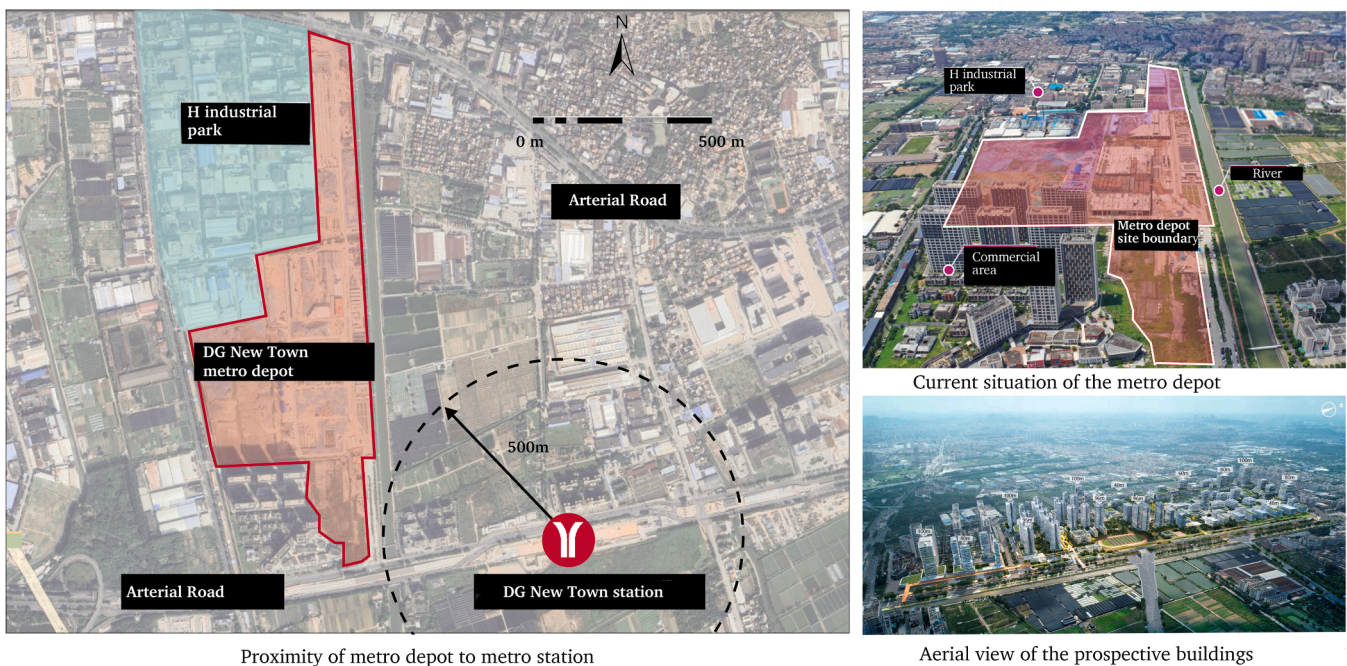 N
0 m
500 m
H industrial
park
Arterial Road
DG New Town
metro depot
500m
Arterial Road
DG New Town station
Proximity of metro depot to metro station
H industrial
park
River
Metro depot
site boundary
Commercial
area
Current situation of the metro depot
100m
100m
Aerial view of the prospective buildings